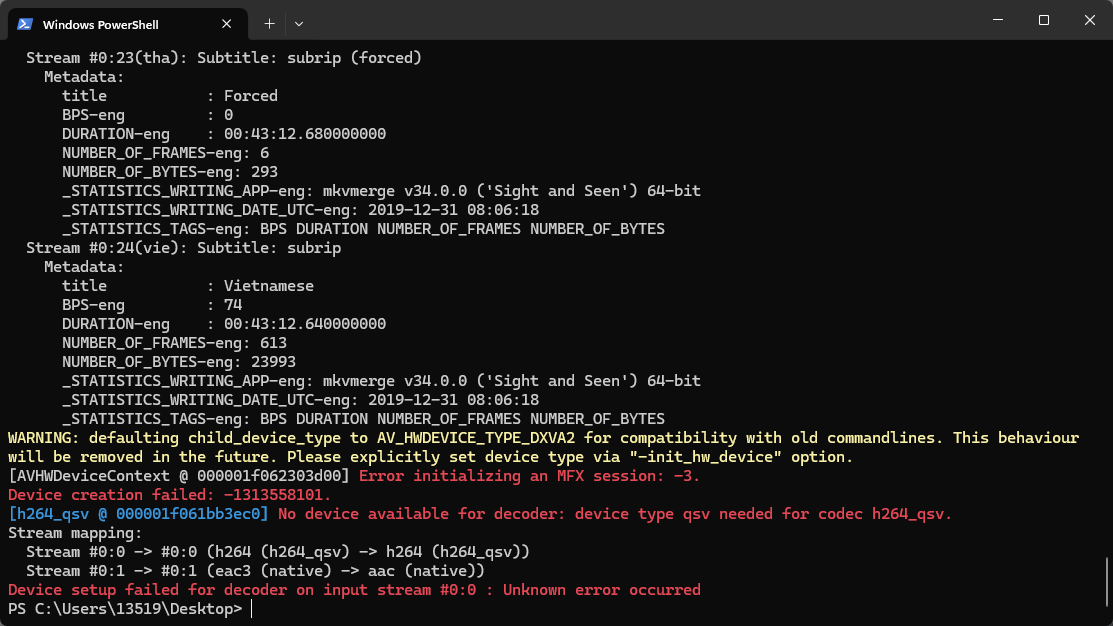 Windows PowerShell
  Stream #0:23(tha): Subtitle: subrip (forced)
    Metadata:
      title           : Forced
      BPS-eng         : 0
      DURATION-eng    : 00:43:12.680000000
      NUMBER_OF_FRAMES-eng: 6
      NUMBER_OF_BYTES-eng: 293
      _STATISTICS_WRITING_APP-eng: mkvmerge v34.0.0 ('Sight and Seen') 64-bit
      _STATISTICS_WRITING_DATE_UTC-eng: 2019-12-31 08:06:18
      _STATISTICS_TAGS-eng: BPS DURATION NUMBER_OF_FRAMES NUMBER_OF_BYTES
  Stream #0:24(vie): Subtitle: subrip
    Metadata:
      title           : Vietnamese
      BPS-eng         : 74
      DURATION-eng    : 00:43:12.640000000
      NUMBER_OF_FRAMES-eng: 613
      NUMBER_OF_BYTES-eng: 23993
      _STATISTICS_WRITING_APP-eng: mkvmerge v34.0.0 ('Sight and Seen') 64-bit
      _STATISTICS_WRITING_DATE_UTC-eng: 2019-12-31 08:06:18
      _STATISTICS_TAGS-eng: BPS DURATION NUMBER_OF_FRAMES NUMBER_OF_BYTES
WARNING: defaulting child_device_type to AV_HWDEVICE_TYPE_DXVA2 for compatibility with old commandlines. This behaviour
will be removed in the future. Please explicitly set device type via "-init_hw_device" option.
[AVHWDeviceContext @ 000001f062303d00] Error initializing an MFX session: -3.
Device creation failed: -1313558101.
[h264_qsv @ 000001f061bb3ec0] No device available for decoder: device type qsv needed for codec h264_qsv.
Stream mapping:
  Stream #0:0 -> #0:0 (h264 (h264_qsv) -> h264 (h264_qsv))
  Stream #0:1 -> #0:1 (eac3 (native) -> aac (native))
Device setup failed for decoder on input stream #0:0 : Unknown error occurred
PS C:\Users\13519\Desktop>